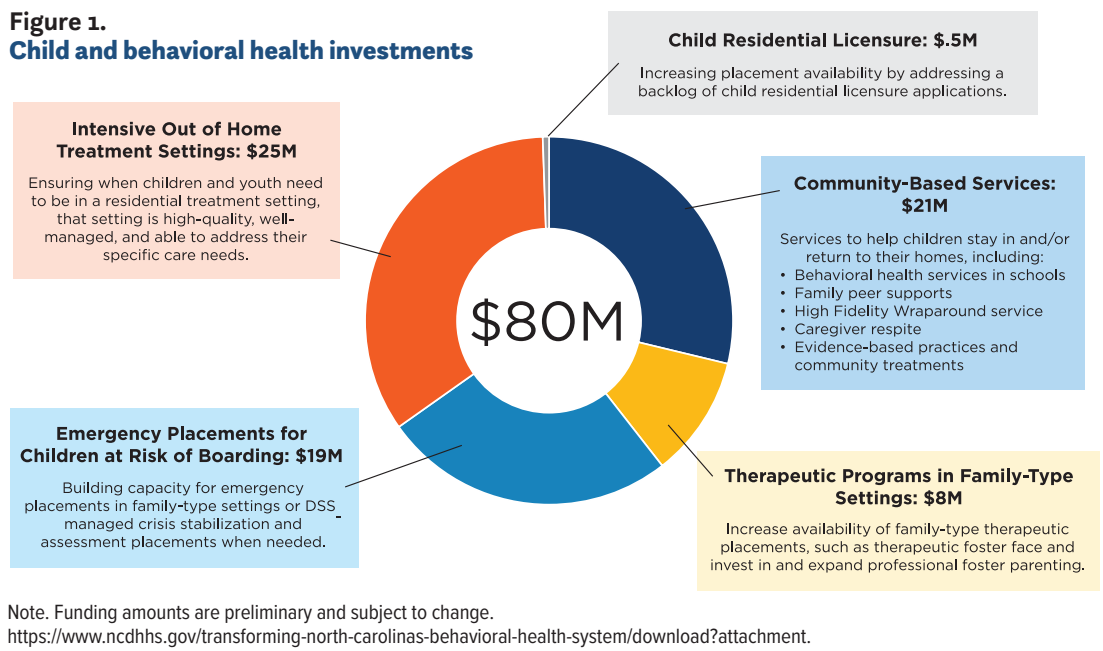 Figure 1.
Child and behavioral health investments
Child Residential Licensure: $.5M
Increasing placement availability by addressing a
backlog of child residential licensure applications.
Intensive Out of Home
Treatment Settings: $25M
Ensuring when children and youth need
to be in a residential treatment setting,
that setting is high-quality, well-
managed, and able to address their
specific care needs.
Community-Based Services:
$21M
Services to help children stay in and/or
return to their homes, including:
• Behavioral health services in schools
• Family peer supports
• High Fidelity Wraparound service
• Caregiver respite
• Evidence-based practices and
community treatments
$80M
Emergency Placements for
Children at Risk of Boarding: $19M
Building capacity for emergency
placements in family-type settings or DSS_
managed crisis stabilization and
assessment placements when needed.
Therapeutic Programs in Family-Type
Settings: $8M
Increase availability of family-type therapeutic
placements, such as therapeutic foster face and
invest in and expand professional foster parenting.
Note. Funding amounts are preliminary and subject to change.
https://www.ncdhhs.gov/transforming-north-carolinas-behavioral-health-system/download?attachment.